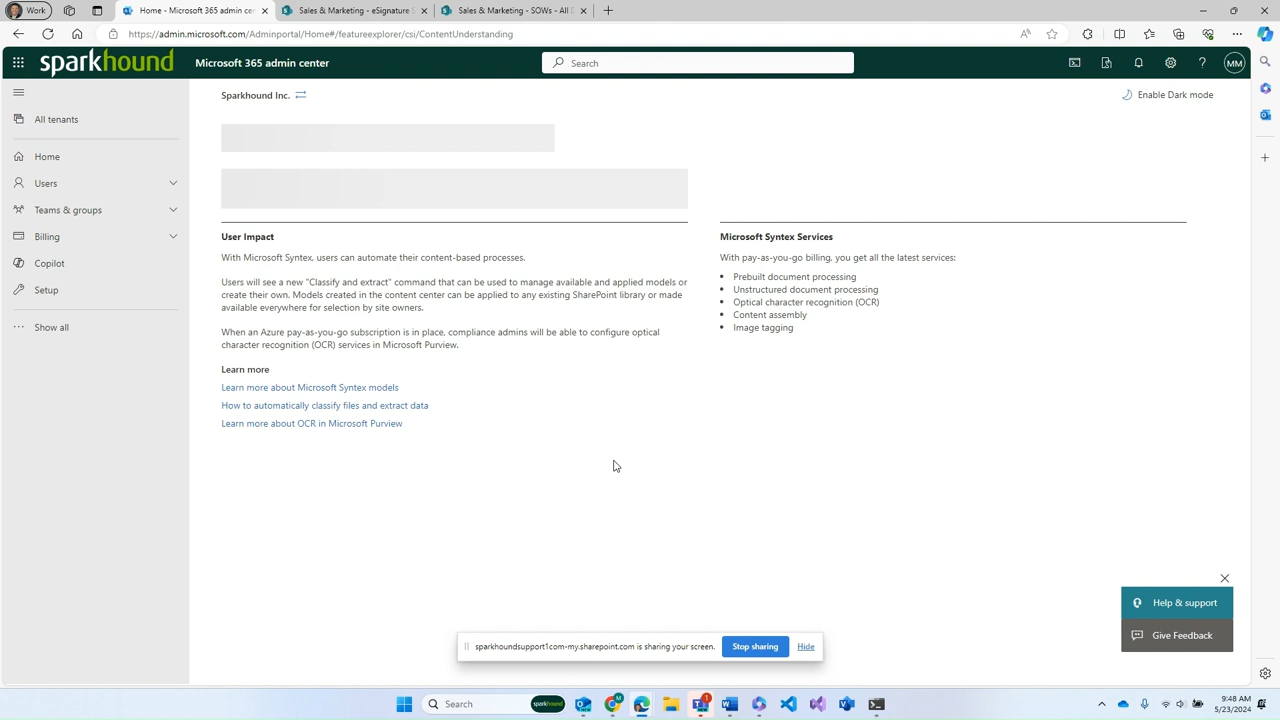 Work
Home - Microsoft 365 admin cente
Sales & Marketing - eSignature S
Sales & Marketing - SOWs - All D
https://admin.microsoft.com/Adminportal/Home#/featureexplorer/csi/ContentUnderstanding
sparkhound
Microsoft 365 admin center
Search
MM
Sparkhound Inc.
Enable Dark mode
All tenants
Home
Users
Teams & groups
Billing
Copilot
Setup
Show all
User Impact
With Microsoft Syntex, users can automate their content-based processes.
Users will see a new "Classify and extract" command that can be used to manage available and applied models or
create their own. Models created in the content center can be applied to any existing SharePoint library or made
available everywhere for selection by site owners.
When an Azure pay-as-you-go subscription is in place, compliance admins will be able to configure optical
character recognition (OCR) services in Microsoft Purview.
Learn more
Learn more about Microsoft Syntex models
How to automatically classify files and extract data
Learn more about OCR in Microsoft Purview
Microsoft Syntex Services
With pay-as-you-go billing, you get all the latest services:
• Prebuilt document processing
• Unstructured document processing
• Optical character recognition (OCR)
• Content assembly
• Image tagging
Help & support
Give Feedback
sparkhoundsupport1com-my.sharepoint.com is sharing your screen.
Stop sharing
Hide
Search
sparkhound
M
1
9:48 AM
5/23/2024